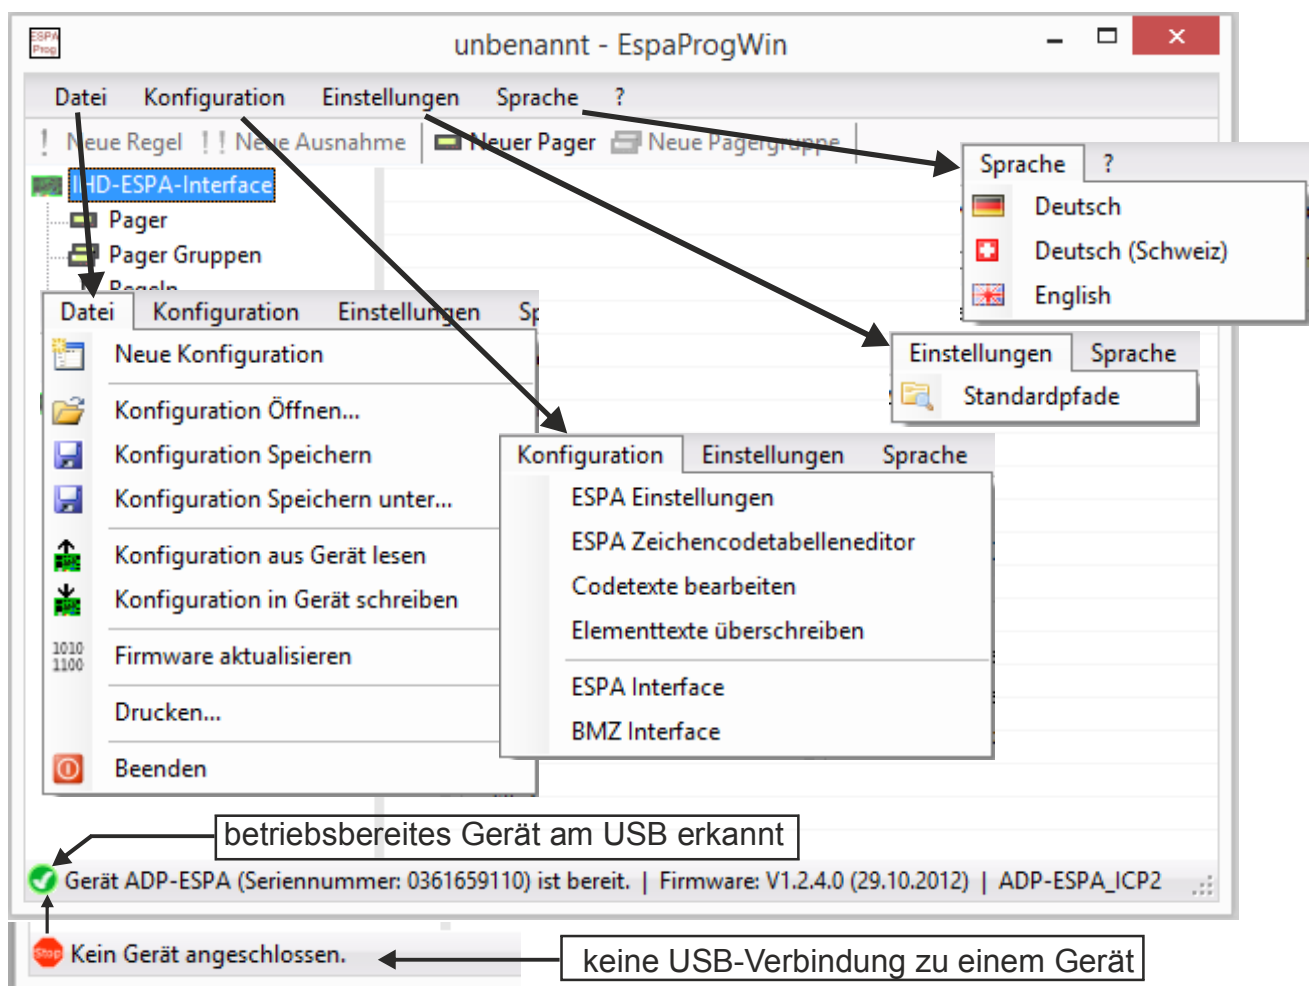 ESPA
Prog
unbenannt - EspaProgWin
Datei Konfiguration Einstellungen Sprache ?
! Neue Regel !! Neue Ausnahme Neuer Pager Neue Pagergruppe
IHD-ESPA-Interface
Pager
Pager Gruppen
Regeln
Sprache ?
Deutsch
Deutsch (Schweiz)
English
Datei Konfiguration Einstellungen Sp
Neue Konfiguration
Konfiguration Öffnen...
Konfiguration Speichern
Konfiguration Speichern unter...
Konfiguration aus Gerät lesen
Konfiguration in Gerät schreiben
1010
1100
Firmware aktualisieren
Drucken...
Beenden
Einstellungen Sprache
Standardpfade
Konfiguration Einstellungen Sprache
ESPA Einstellungen
ESPA Zeichencodetabelleneditor
Codetexte bearbeiten
Elementtexte überschreiben
ESPA Interface
BMZ Interface
betriebsbereites Gerät am USB erkannt
Gerät ADP-ESPA (Seriennummer: 0361659110) ist bereit. | Firmware: V1.2.4.0 (29.10.2012) | ADP-ESPA_ICP2
Stop Kein Gerät angeschlossen.
keine USB-Verbindung zu einem Gerät